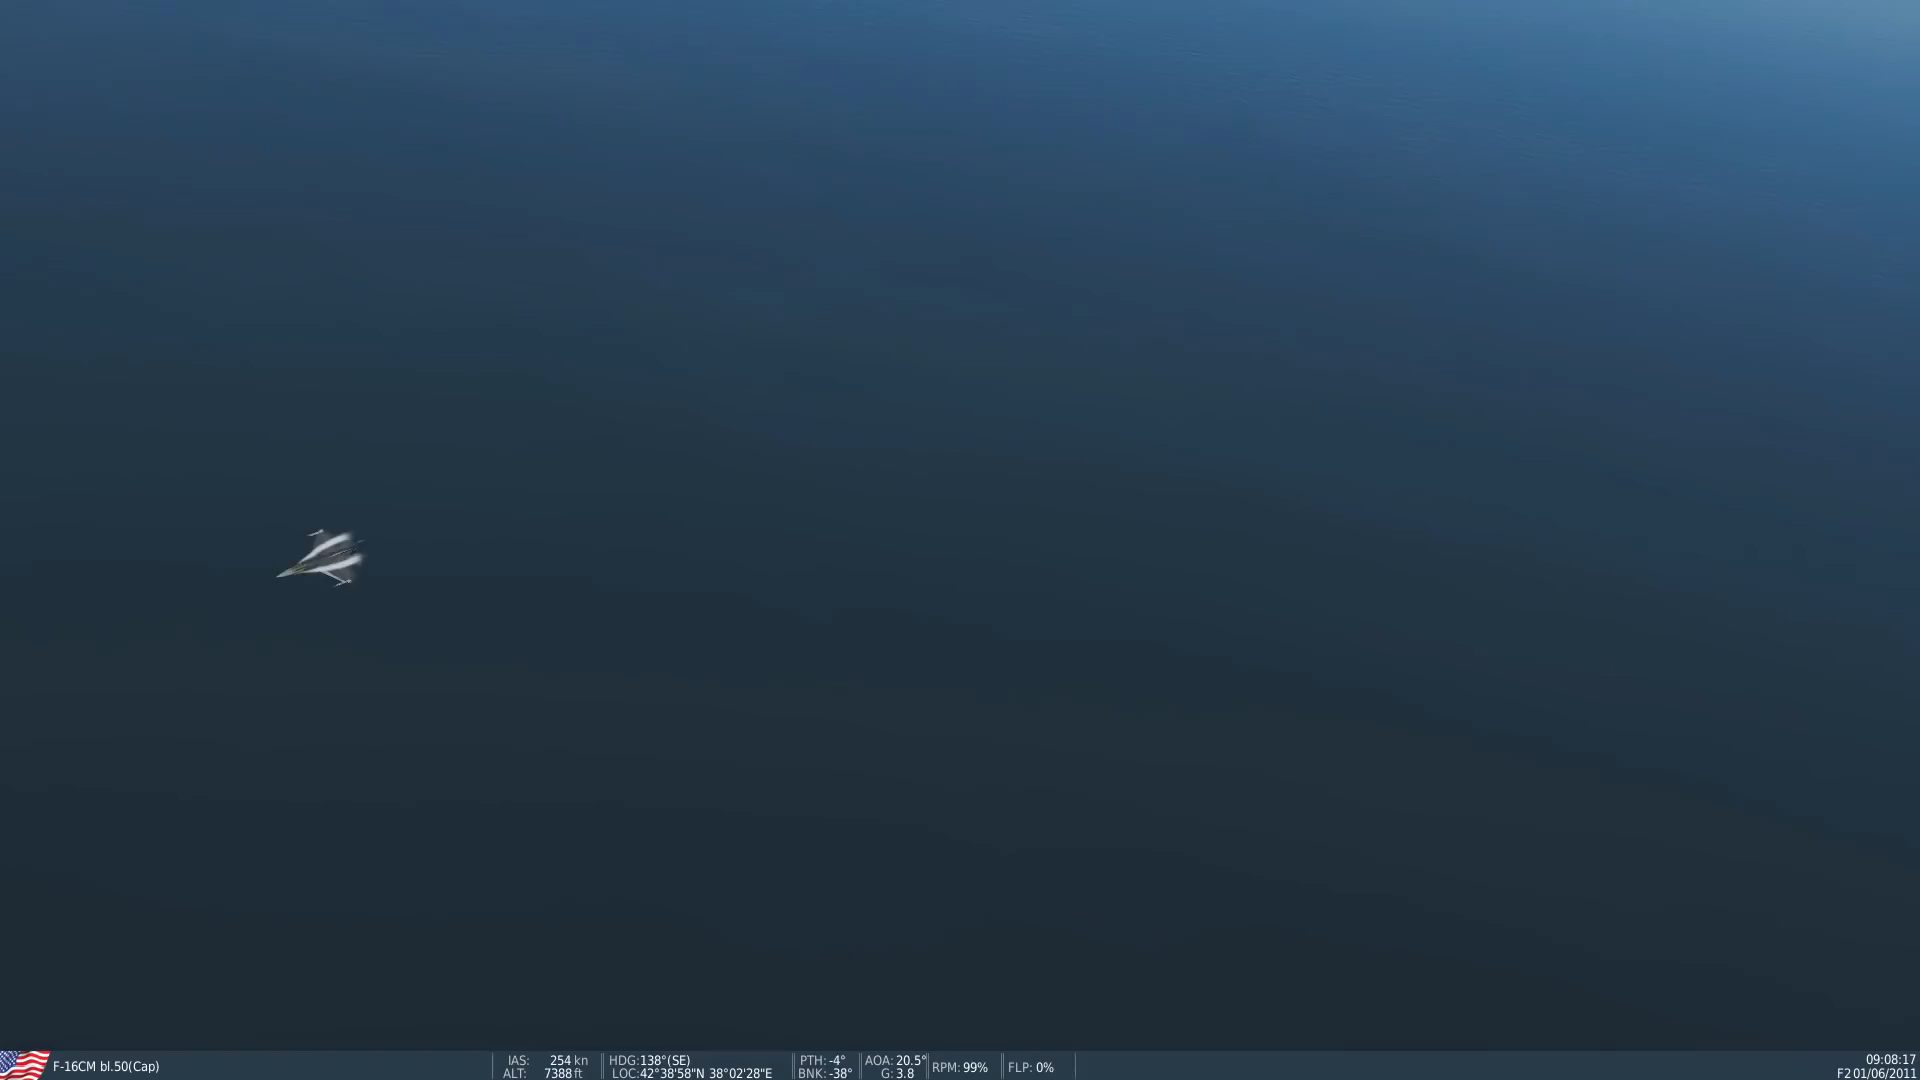 F-16CM bl.50(Cap)
IAS: 254 kn
ALT: 7388 ft
HDG:138°(SE)
LOC:42°38'58"N 38°02'28"E
PTH: -4°
BNK: -38°
AOA: 20.5°
G: 3.8
RPM: 99%
FLP: 0%
09:08:17
F2 01/06/2011